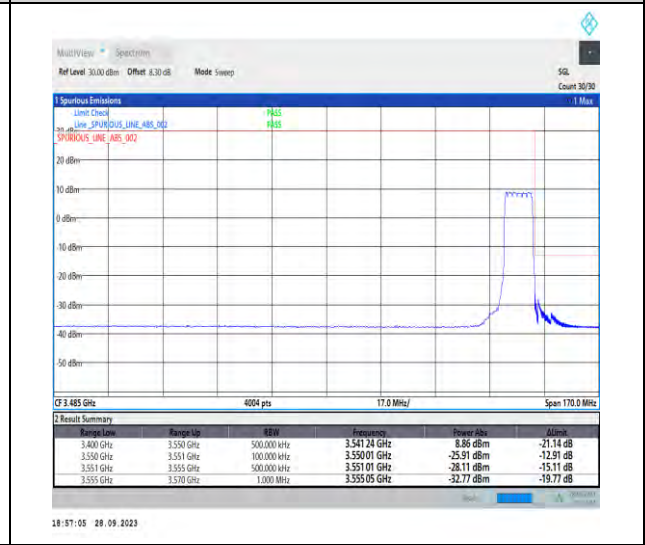 MultiView Spectrum
Ref Level 30.00 dBm Offset 8.30 dB Mode Sweep SGL
Count 30/30
1 Spurious Emissions 1 Max
Limit Check PASS
Line _SPURIOUS_LINE_ABS_002 PASS
_SPURIOUS_LINE_ABS_002
20 dBm
10 dBm
0 dBm
-10 dBm
-20 dBm
-30 dBm
-40 dBm
-50 dBm
CF 3.485 GHz 4004 pts 17.0 MHz/ Span 170.0 MHz
2 Result Summary
Range Low Range Up RBW Frequency Power Abs ΔLimit
3.400 GHz 3.550 GHz 500.000 kHz 3.541 24 GHz 8.86 dBm -21.14 dB
3.550 GHz 3.551 GHz 100.000 kHz 3.550 01 GHz -25.91 dBm -12.91 dB
3.551 GHz 3.555 GHz 500.000 kHz 3.551 01 GHz -28.11 dBm -15.11 dB
3.555 GHz 3.570 GHz 1.000 MHz 3.555 05 GHz -32.77 dBm -19.77 dB
18:57:05 28.09.2023